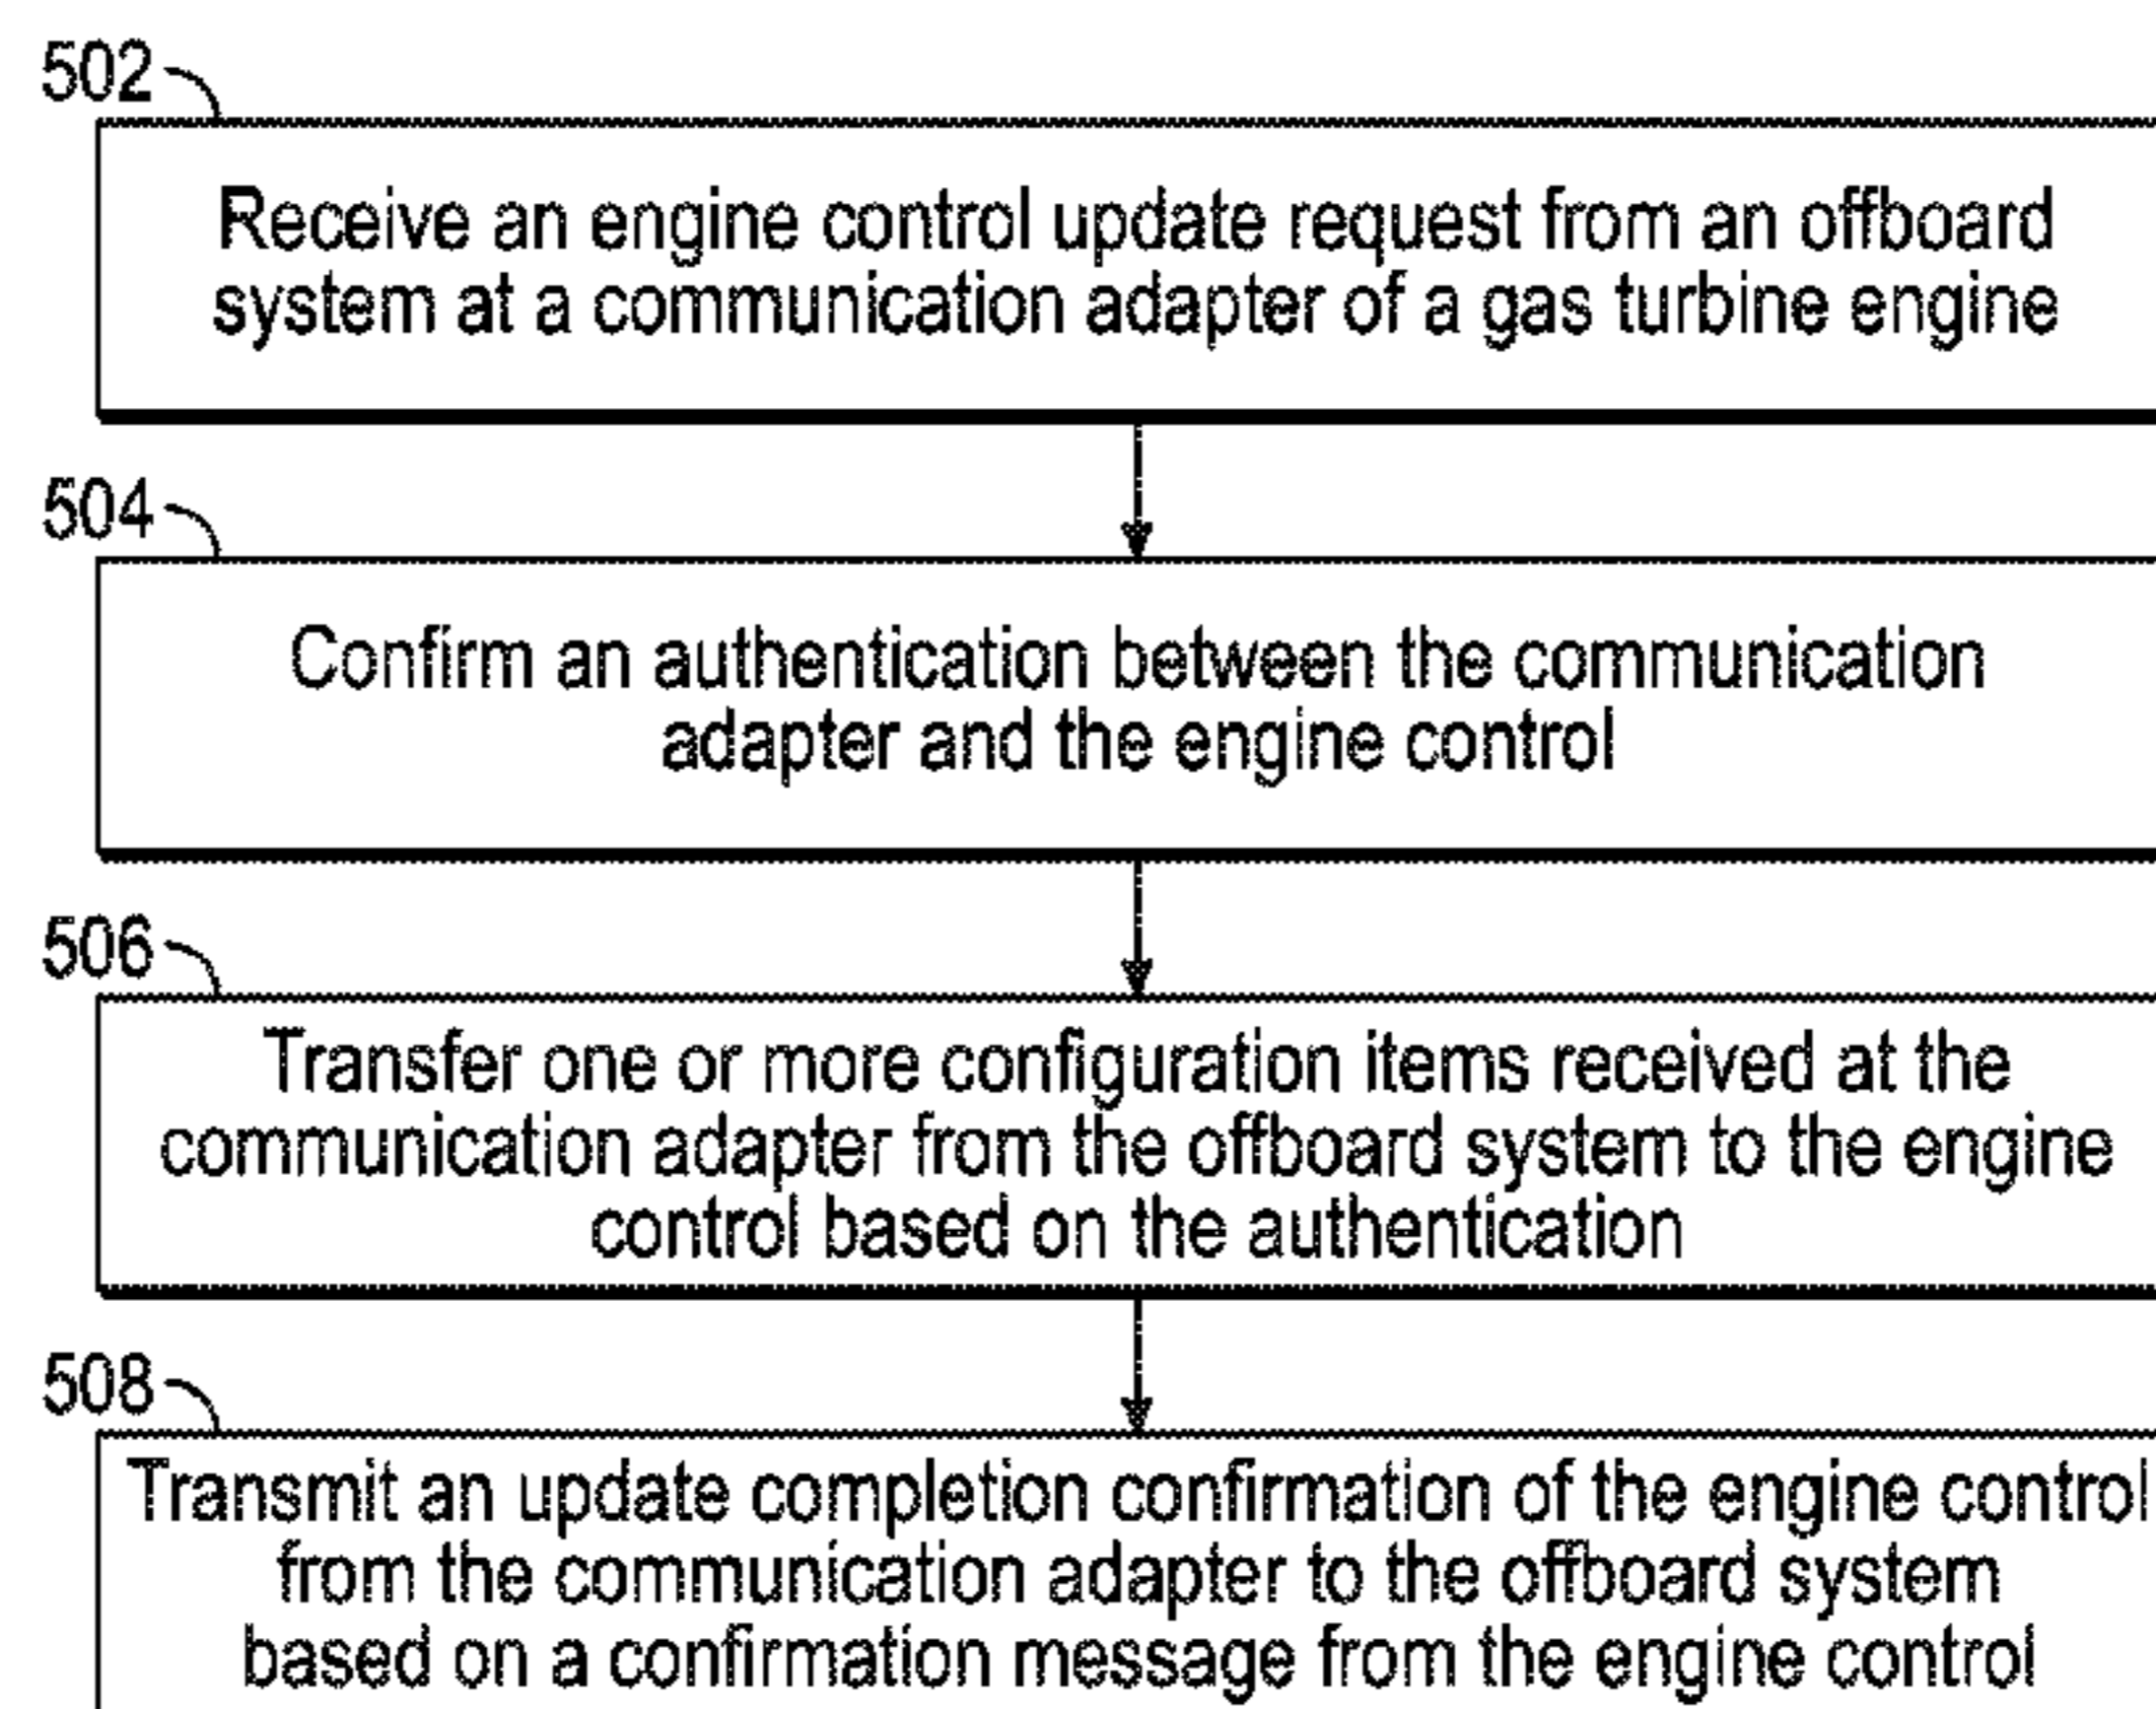 502
Receive an engine control update request from an offboard
system at a communication adapter of a gas turbine engine
504
Confirm an authentication between the communication
adapter and the engine control
506
Transfer one or more configuration items received at the
communication adapter from the offboard system to the engine
control based on the authentication
508
Transmit an update completion confirmation of the engine control
from the communication adapter to the offboard system
based on a confirmation message from the engine control